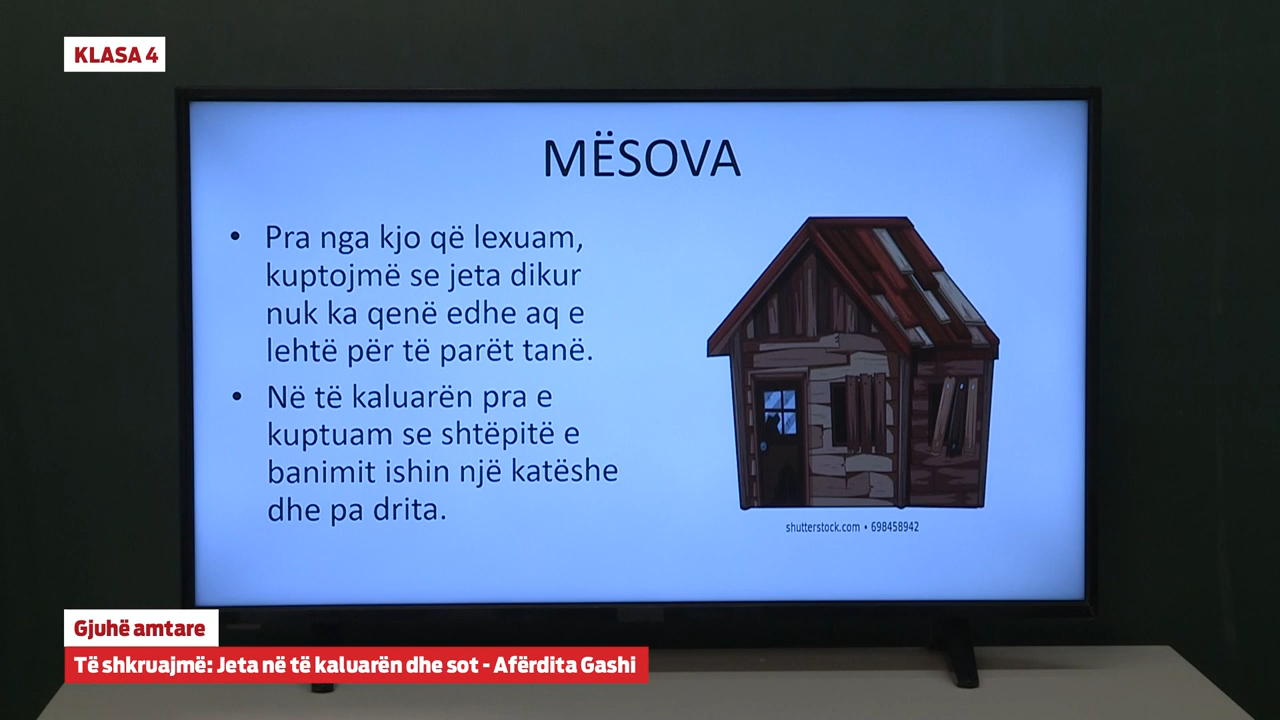 KLASA 4
MËSOVA
• Pra nga kjo që lexuam,
kuptojmë se jeta dikur
nuk ka qenë edhe aq e
lehtë për të parët tanë.
• Në të kaluarën pra e
kuptuam se shtëpitë e
banimit ishin një katëshe
dhe pa drita.
shutterstock.com • 698458942
Gjuhë amtare
Të shkruajmë: Jeta në të kaluarën dhe sot - Afërdita Gashi